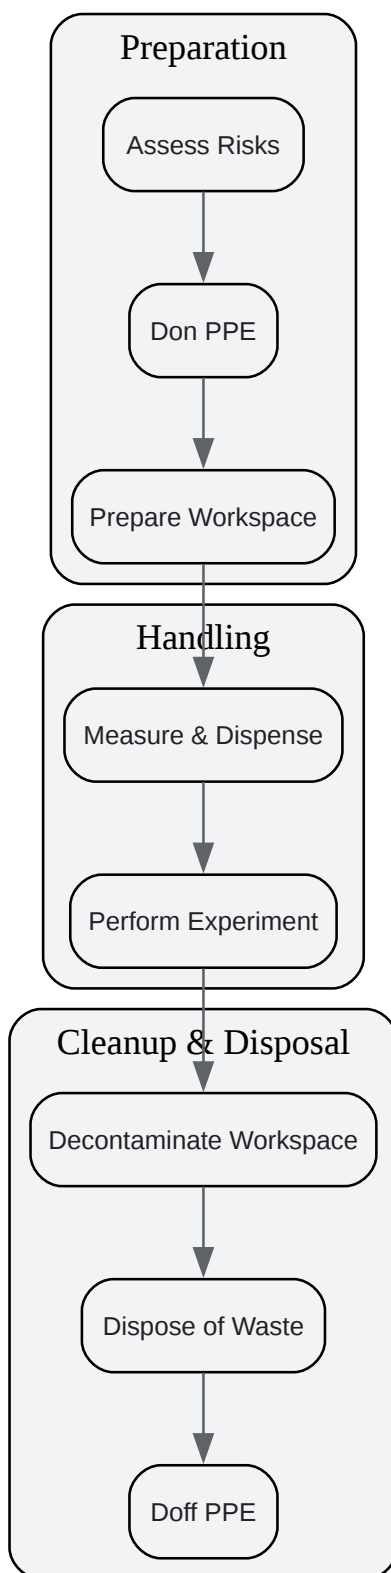 Preparation
Assess Risks
Don PPE
Prepare Workspace
Handling
Measure & Dispense
Perform Experiment
Cleanup & Disposal
Decontaminate Workspace
Dispose of Waste
Doff PPE